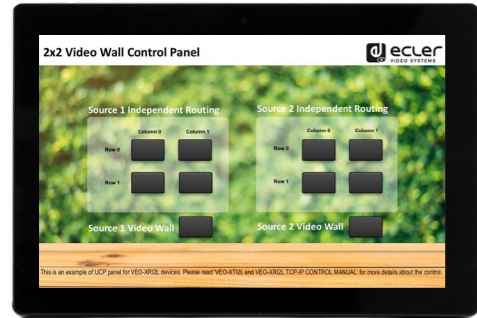 2x2 Video Wall Control Panel
ecler
VIDEO SYSTEMS
Source 1 Independent Routing
Source 2 Independent Routing
Column 0 Column 1
Column 0 Column 1
Row 0
Row 0
Row 1
Row 1
Source 1 Video Wall
Source 2 Video Wall
This is an example of UCP panel for VEO-XRI2L devices. Please read 'VEO-XTI2L and VEO-XRI2L TCP-IP CONTROL MANUAL' for more details about the control.